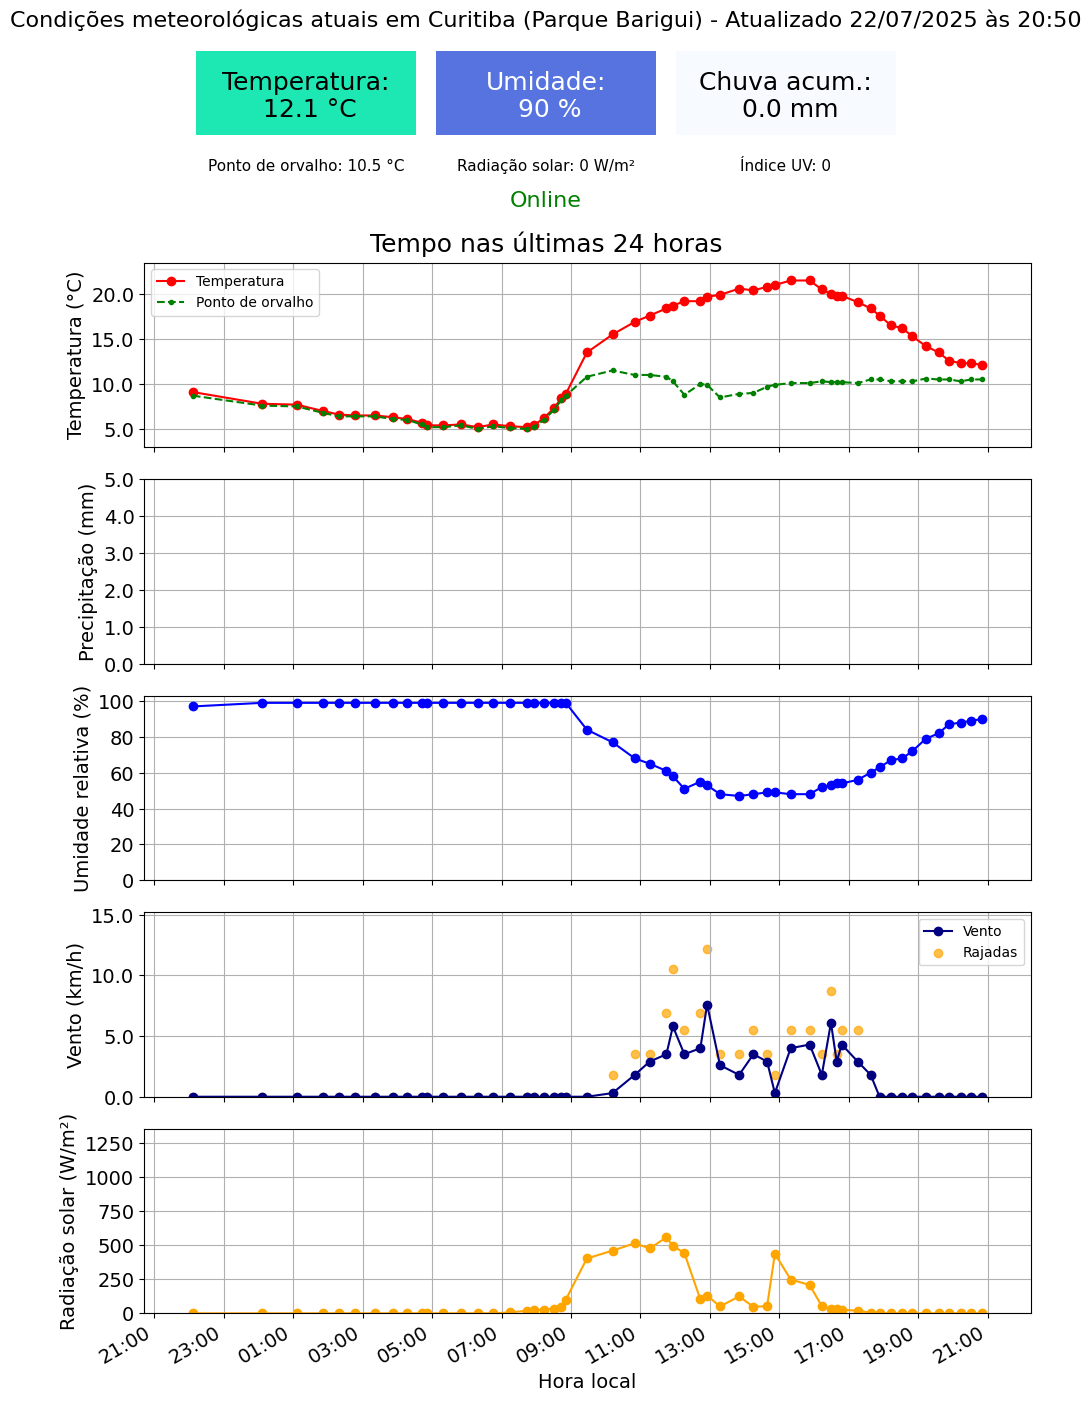 Condições meteorológicas atuais em Curitiba (Parque Barigui) - Atualizado 22/07/2025 às 20:50
Temperatura:
12.1 °C
Umidade:
90 %
Chuva acum.:
0.0 mm
Ponto de orvalho: 10.5 °C
Radiação solar: 0 W/m²
Índice UV: 0
Online
Tempo nas últimas 24 horas
Temperatura (°C)
20.0
15.0
10.0
5.0
Temperatura
Ponto de orvalho
Precipitação (mm)
5.0
4.0
3.0
2.0
1.0
0.0
Umidade relativa (%)
100
80
60
40
20
0
Vento (km/h)
15.0
10.0
5.0
0.0
Vento
Rajadas
Radiação solar (W/m²)
1250
1000
750
500
250
0
21:00
23:00
01:00
03:00
05:00
07:00
09:00
11:00
13:00
15:00
17:00
19:00
21:00
Hora local